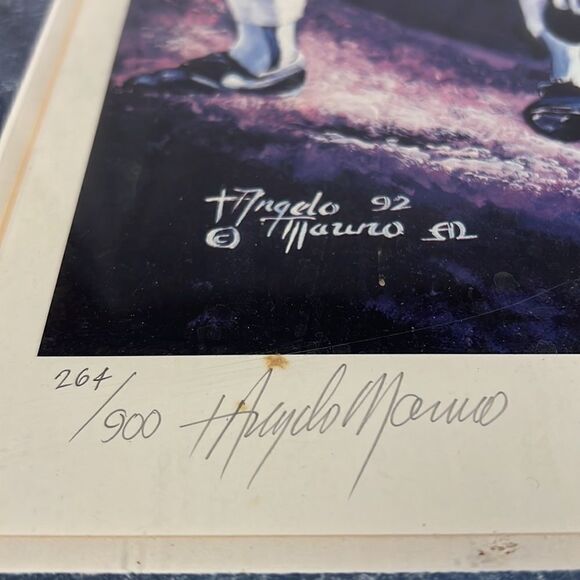 †Angelo 92
© Marino
264/900 †Angelo Marino